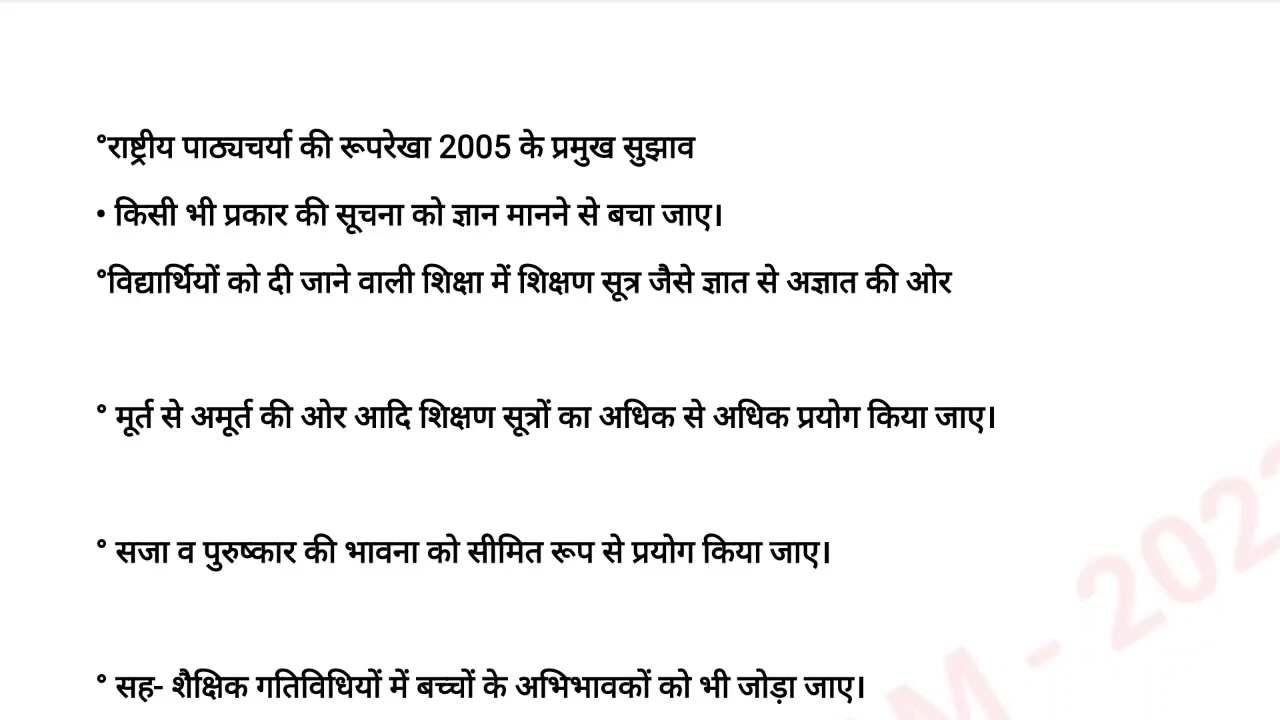 °राष्ट्रीय पाठ्यचर्या की रूपरेखा 2005 के प्रमुख सुझाव
• किसी भी प्रकार की सूचना को ज्ञान मानने से बचा जाए।
°विद्यार्थियों को दी जाने वाली शिक्षा में शिक्षण सूत्र जैसे ज्ञात से अज्ञात की ओर
° मूर्त से अमूर्त की ओर आदि शिक्षण सूत्रों का अधिक से अधिक प्रयोग किया जाए।
° सजा व पुरुष्कार की भावना को सीमित रूप से प्रयोग किया जाए।
° सह- शैक्षिक गतिविधियों में बच्चों के अभिभावकों को भी जोड़ा जाए।